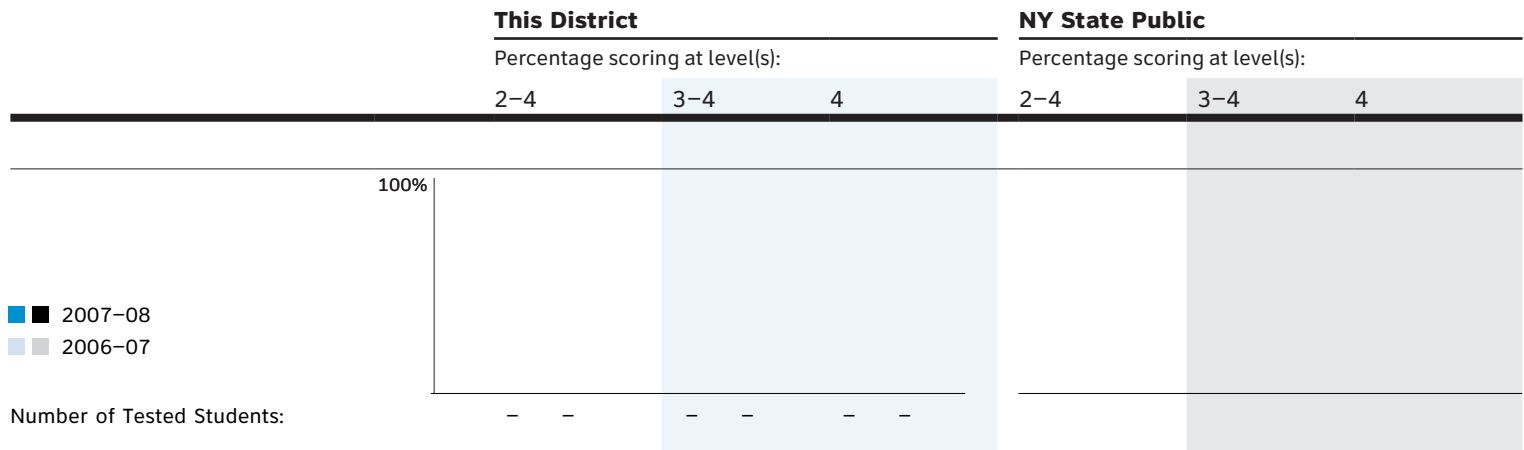 This District NY State Public
Percentage scoring at level(s): Percentage scoring at level(s):
2–4 3–4 4 2–4 3–4 4
100%
2007–08
2006–07
Number of Tested Students: – – – – – –